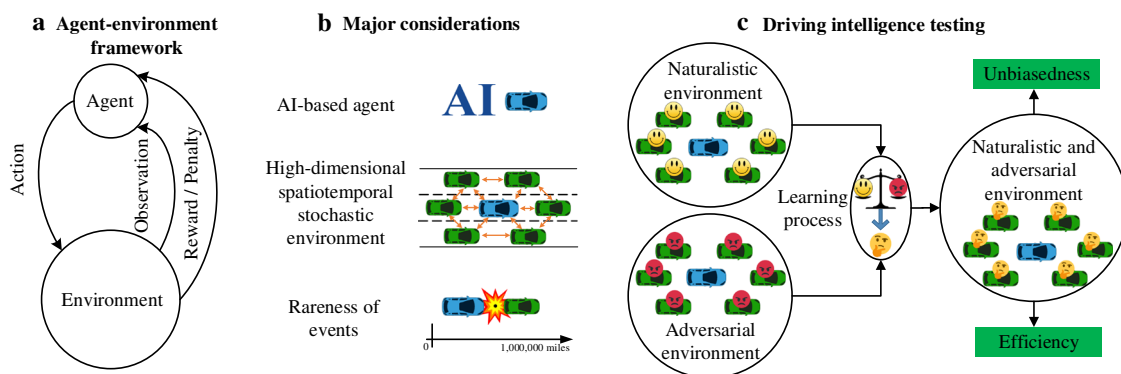 a Agent-environment
framework
Agent
Action
Observation
Reward / Penalty
Environment
b Major considerations
AI-based agent
AI
High-dimensional
spatiotemporal
stochastic
environment
Rareness of
events
0
1,000,000 miles
c Driving intelligence testing
Naturalistic
environment
Adversarial
environment
Learning
process
Unbiasedness
Naturalistic and
adversarial
environment
Efficiency